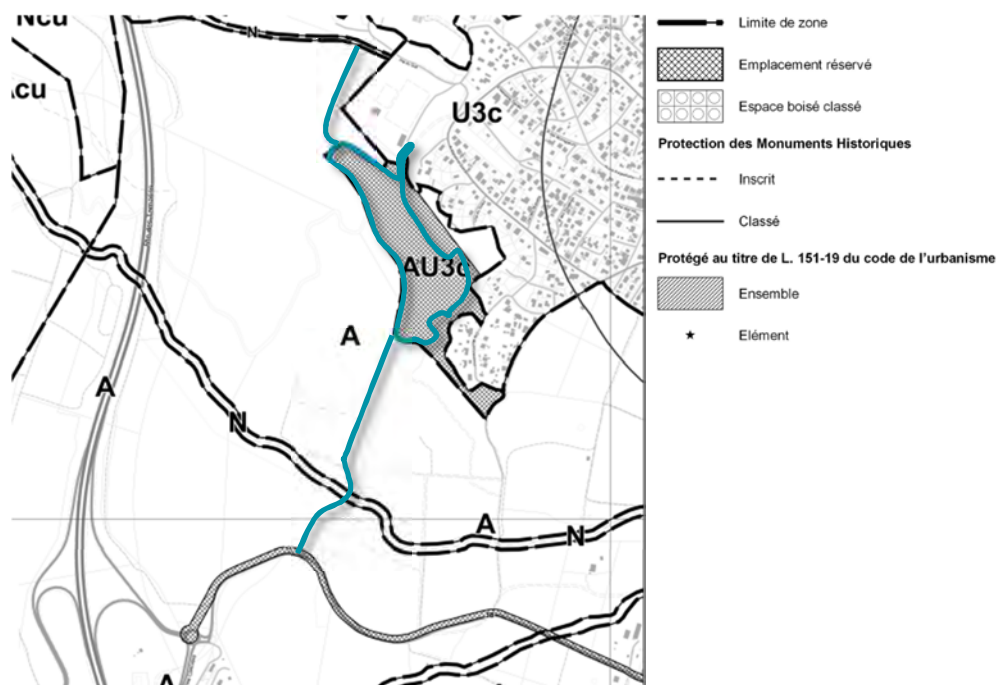 Ncu
N
Acu
U3c
AU3c
A
A
N
A
N
A
Limite de zone
Emplacement réservé
Espace boisé classé
Protection des Monuments Historiques
Inscrit
Classé
Protégé au titre de L. 151-19 du code de l'urbanisme
Ensemble
Elément